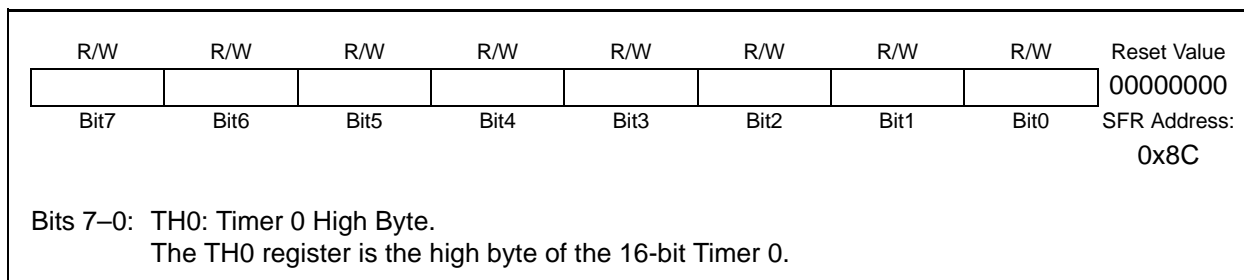 R/W R/W R/W R/W R/W R/W R/W R/W Reset Value
00000000
Bit7 Bit6 Bit5 Bit4 Bit3 Bit2 Bit1 Bit0 SFR Address:
0x8C
Bits 7–0: TH0: Timer 0 High Byte.
The TH0 register is the high byte of the 16-bit Timer 0.